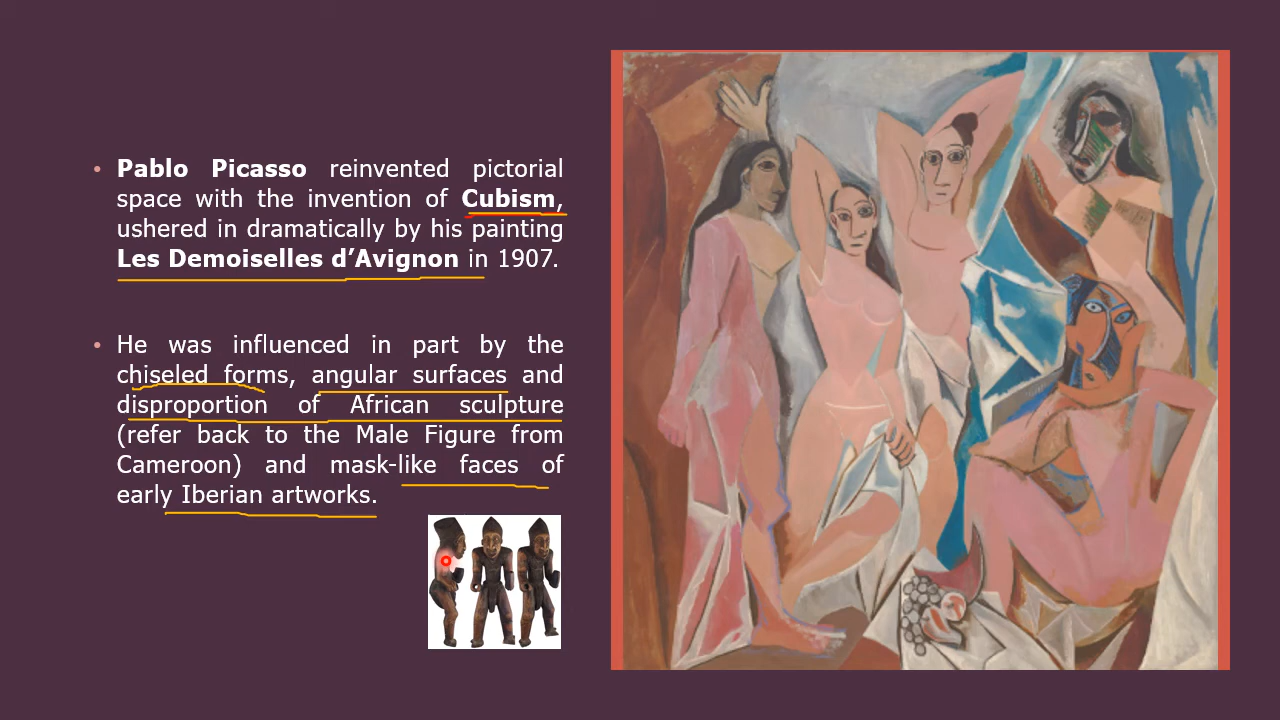 • Pablo Picasso reinvented pictorial
space with the invention of Cubism,
ushered in dramatically by his painting
Les Demoiselles d’Avignon in 1907.
• He was influenced in part by the
chiseled forms, angular surfaces and
disproportion of African sculpture
(refer back to the Male Figure from
Cameroon) and mask-like faces of
early Iberian artworks.